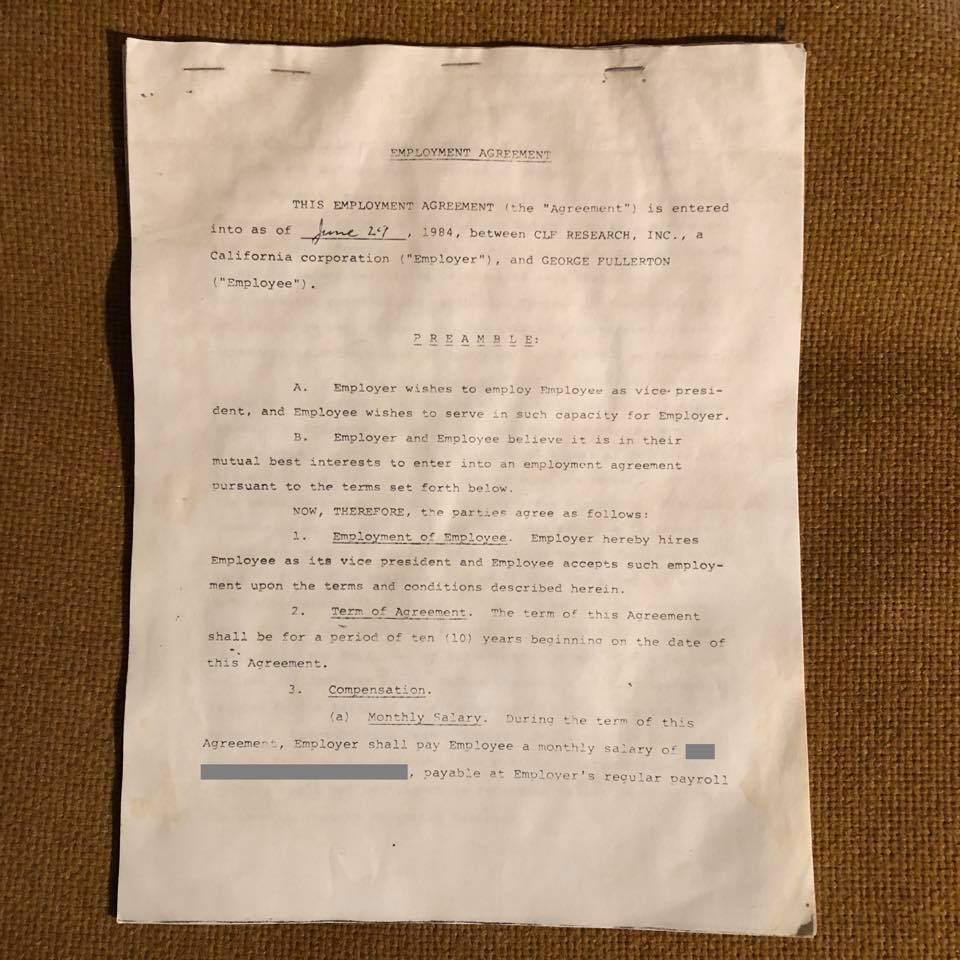 EMPLOYMENT AGREEMENT
THIS EMPLOYMENT AGREEMENT (the "Agreement") is entered
into as of June 29, 1984, between CLF RESEARCH, INC., a
California corporation ("Employer"), and GEORGE FULLERTON
("Employee").
P R E A M B L E:
A. Employer wishes to employ Employee as vice presi-
dent, and Employee wishes to serve in such capacity for Employer.
B. Employer and Employee believe it is in their
mutual best interests to enter into an employment agreement
pursuant to the terms set forth below.
NOW, THEREFORE, the parties agree as follows:
1. Employment of Employee. Employer hereby hires
Employee as its vice president and Employee accepts such employ-
ment upon the terms and conditions described herein.
2. Term of Agreement. The term of this Agreement
shall be for a period of ten (10) years beginning on the date of
this Agreement.
3. Compensation.
(a) Monthly Salary. During the term of this
Agreement, Employer shall pay Employee a monthly salary of
, payable at Employer's regular payroll